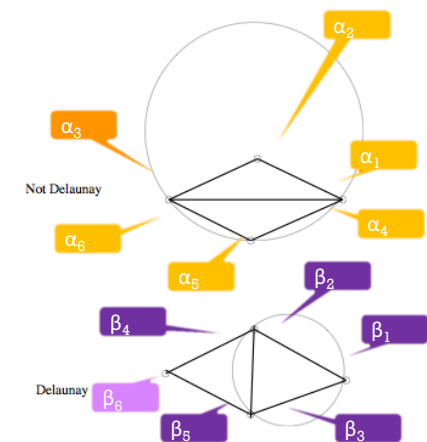 α₂
α₃
α₁
Not Delaunay
α₄
α₆
α₅
β₂
β₄
β₁
Delaunay
β₆
β₅
β₃